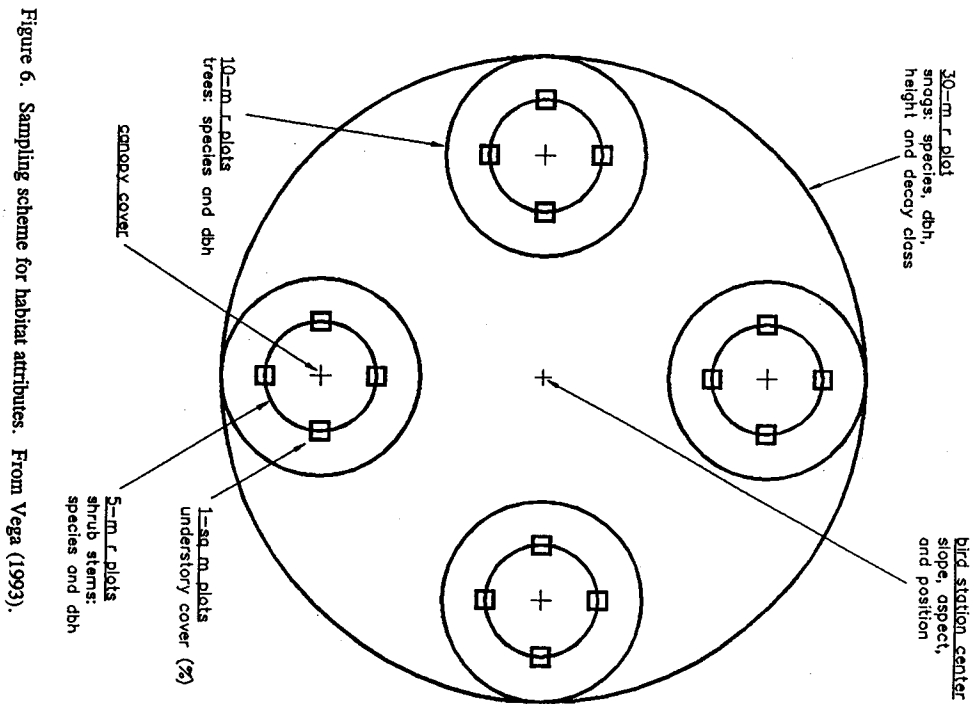 30-m r plot
snags: species, dbh,
height and decay class
bird station center
slope, aspect,
and position
10-m r plots
trees: species and dbh
canopy cover
1-sq m plots
understory cover (%)
5-m r plots
shrub stems:
species and dbh
Figure 6. Sampling scheme for habitat attributes. From Vega (1993).